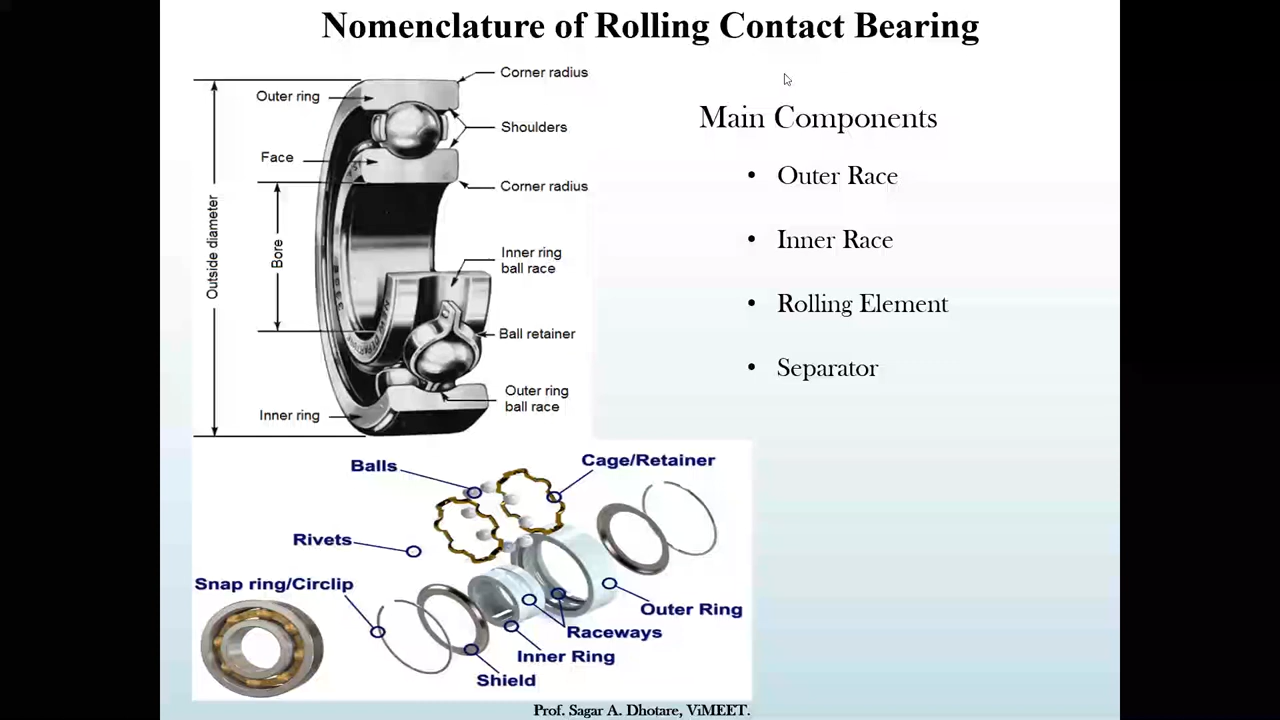 Nomenclature of Rolling Contact Bearing
Corner radius
Outer ring
Shoulders
Face
Corner radius
Outside diameter
Bore
Inner ring
ball race
Ball retainer
Outer ring
ball race
Inner ring
Main Components
• Outer Race
• Inner Race
• Rolling Element
• Separator
Balls
Cage/Retainer
Rivets
Snap ring/Circlip
Outer Ring
Raceways
Inner Ring
Shield
Prof. Sagar A. Dhotare, ViMEET.